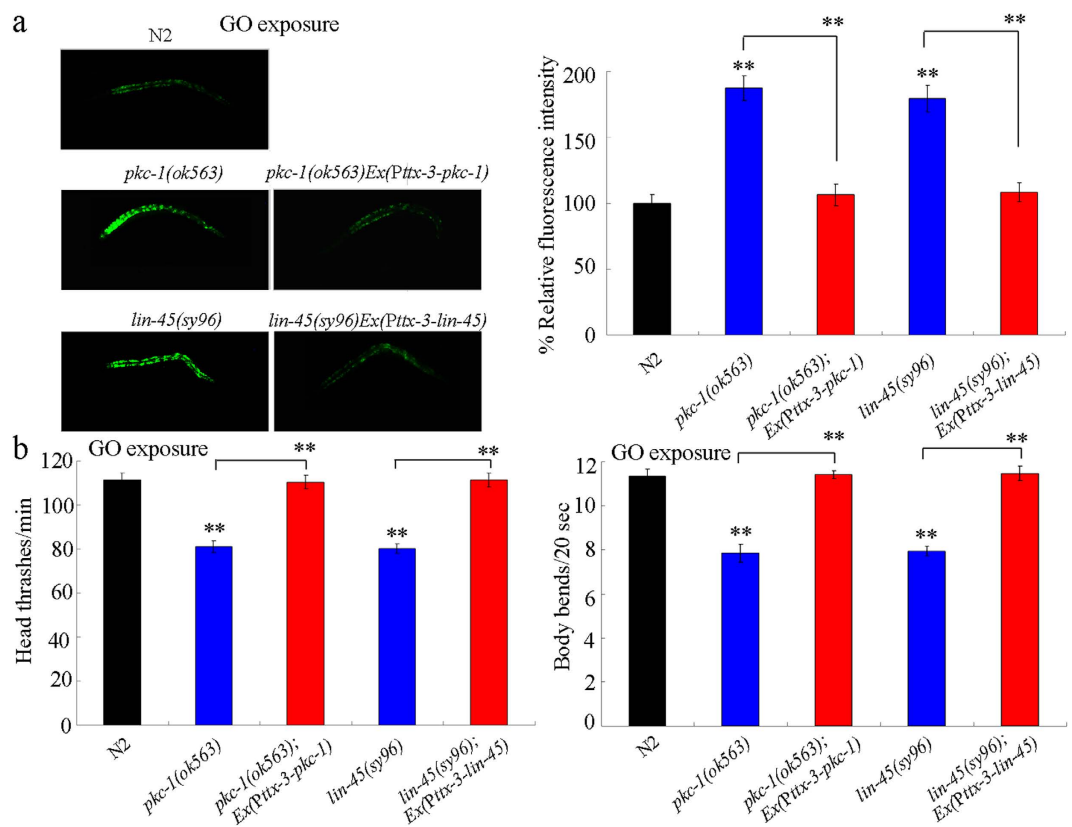 a
GO exposure
N2
pkc-1(ok563)
pkc-1(ok563)Ex(Pttx-3-pkc-1)
lin-45(sy96)
lin-45(sy96)Ex(Pttx-3-lin-45)
% Relative fluorescence intensity
200
150
100
50
0
**
**
**
**
N2
pkc-1(ok563)
pkc-1(ok563);
Ex(Pttx-3-pkc-1)
lin-45(sy96)
lin-45(sy96);
Ex(Pttx-3-lin-45)
b
GO exposure
Head thrashes/min
120
100
80
60
40
20
0
**
**
**
**
N2
pkc-1(ok563)
pkc-1(ok563);
Ex(Pttx-3-pkc-1)
lin-45(sy96)
lin-45(sy96);
Ex(Pttx-3-lin-45)
GO exposure
Body bends/20 sec
12
10
8
6
4
2
0
**
**
**
**
N2
pkc-1(ok563)
pkc-1(ok563);
Ex(Pttx-3-pkc-1)
lin-45(sy96)
lin-45(sy96);
Ex(Pttx-3-lin-45)